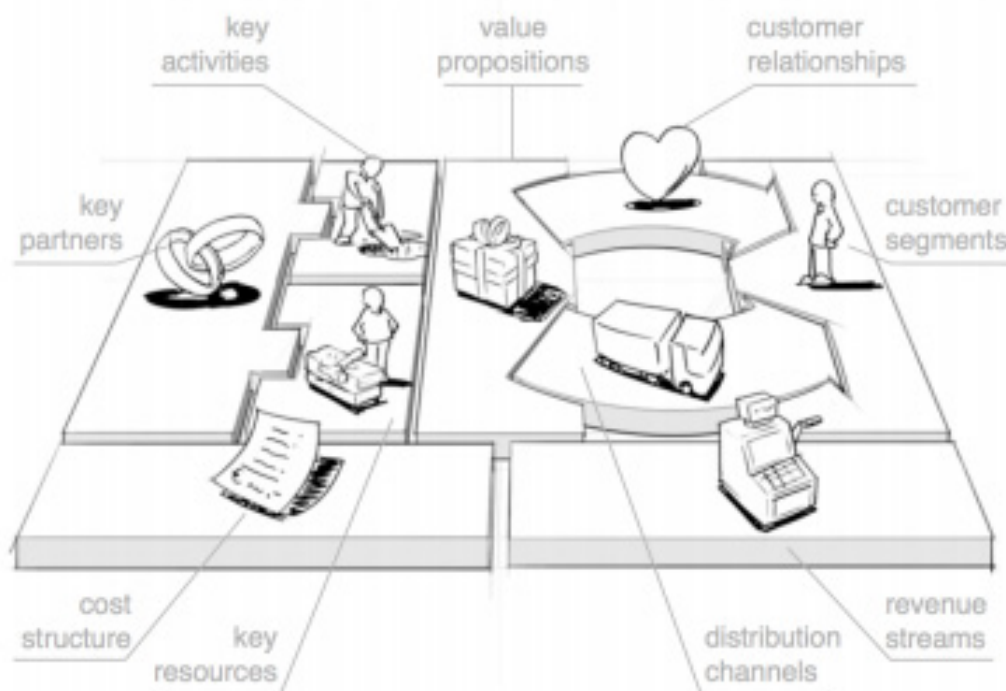 key
activities
value
propositions
customer
relationships
key
partners
customer
segments
cost
structure
key
resources
distribution
channels
revenue
streams